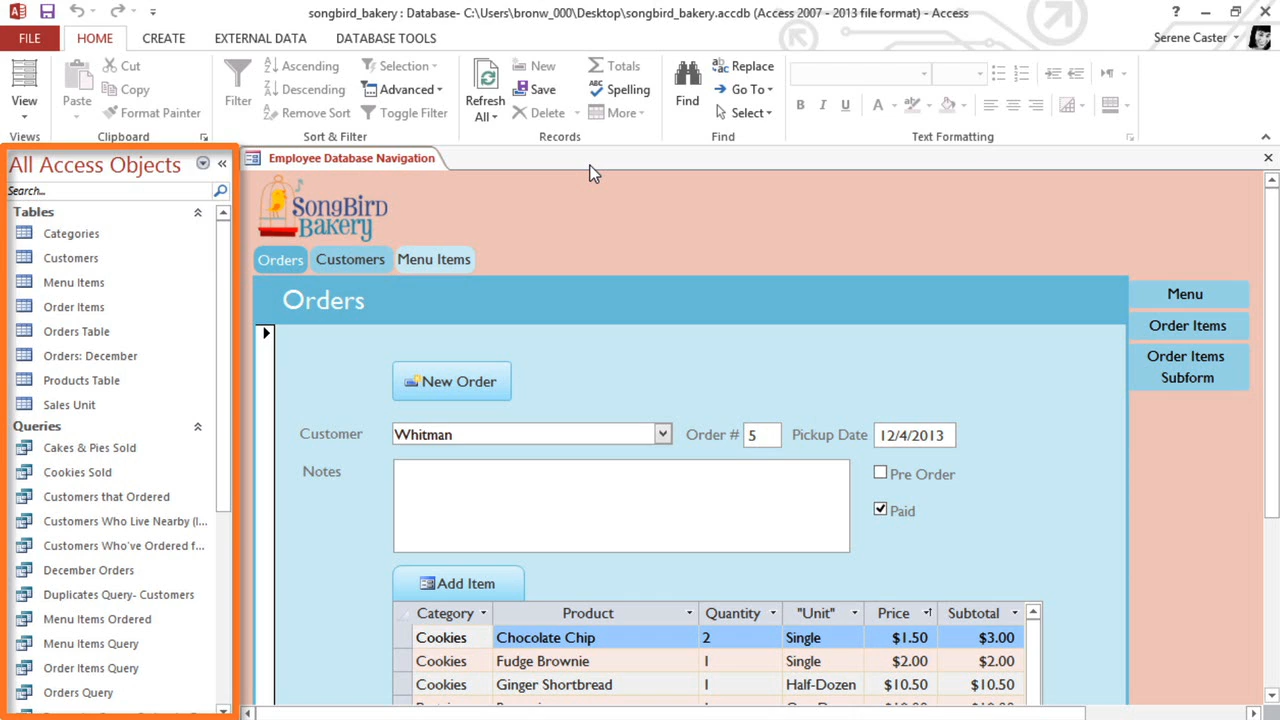 songbird_bakery : Database- C:\Users\bronw_000\Desktop\songbird_bakery.accdb (Access 2007 - 2013 file format) - Access
FILE HOME CREATE EXTERNAL DATA DATABASE TOOLS Serene Caster
View
Views
Paste
Cut
Copy
Format Painter
Clipboard
Filter
Ascending
Descending
Remove Sort
Selection
Advanced
Toggle Filter
Sort & Filter
Refresh All
New
Save
Delete
Totals
Spelling
More
Records
Find
Replace
Go To
Select
Find
B I U A
Text Formatting
All Access Objects
Search...
Tables
Categories
Customers
Menu Items
Order Items
Orders Table
Orders: December
Products Table
Sales Unit
Queries
Cakes & Pies Sold
Cookies Sold
Customers that Ordered
Customers Who Live Nearby (I...
Customers Who've Ordered f...
December Orders
Duplicates Query- Customers
Menu Items Ordered
Menu Items Query
Order Items Query
Orders Query
Employee Database Navigation
SongBird
Bakery
Orders Customers Menu Items
Orders
New Order
Customer Whitman Order # 5 Pickup Date 12/4/2013
Notes
Pre Order
Paid
Add Item
Category Product Quantity "Unit" Price Subtotal
Cookies Chocolate Chip 2 Single $1.50 $3.00
Cookies Fudge Brownie 1 Single $2.00 $2.00
Cookies Ginger Shortbread 1 Half-Dozen $10.50 $10.50
Menu
Order Items
Order Items
Subform